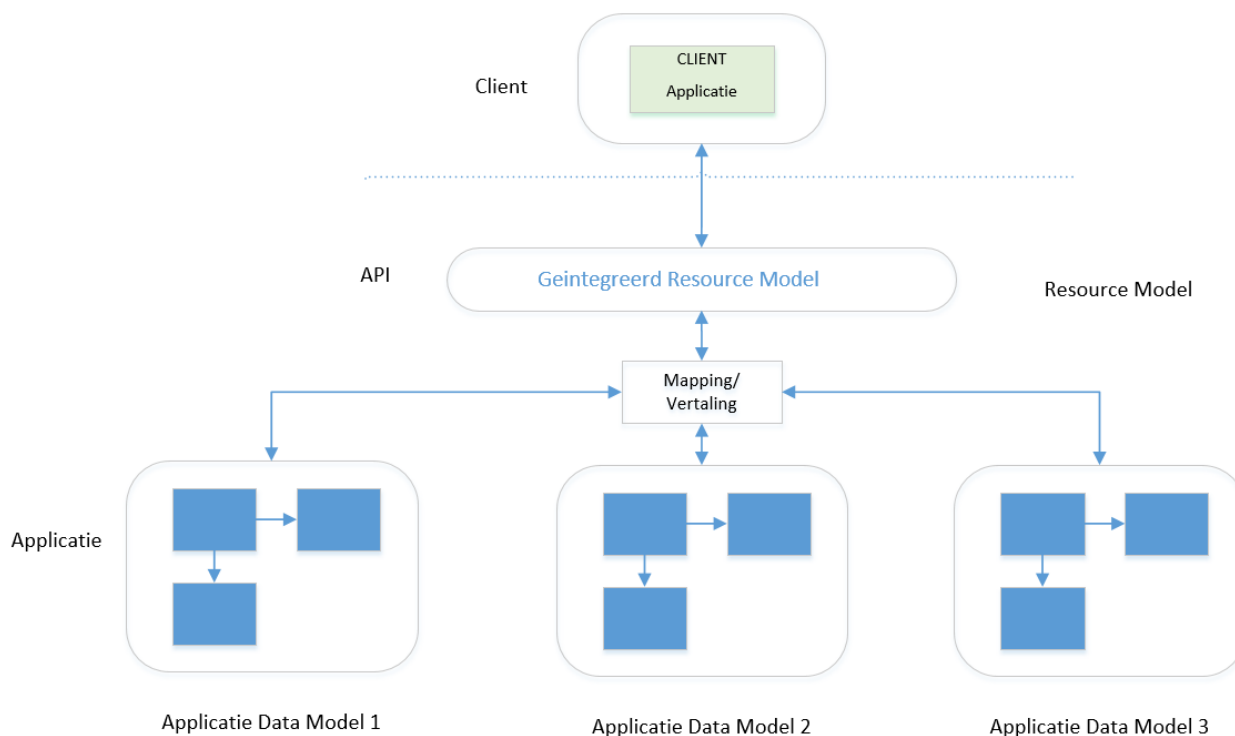 CLIENT
Applicatie
Client
API
Geintegreerd Resource Model
Resource Model
Mapping/
Vertaling
Applicatie
Applicatie Data Model 1
Applicatie Data Model 2
Applicatie Data Model 3